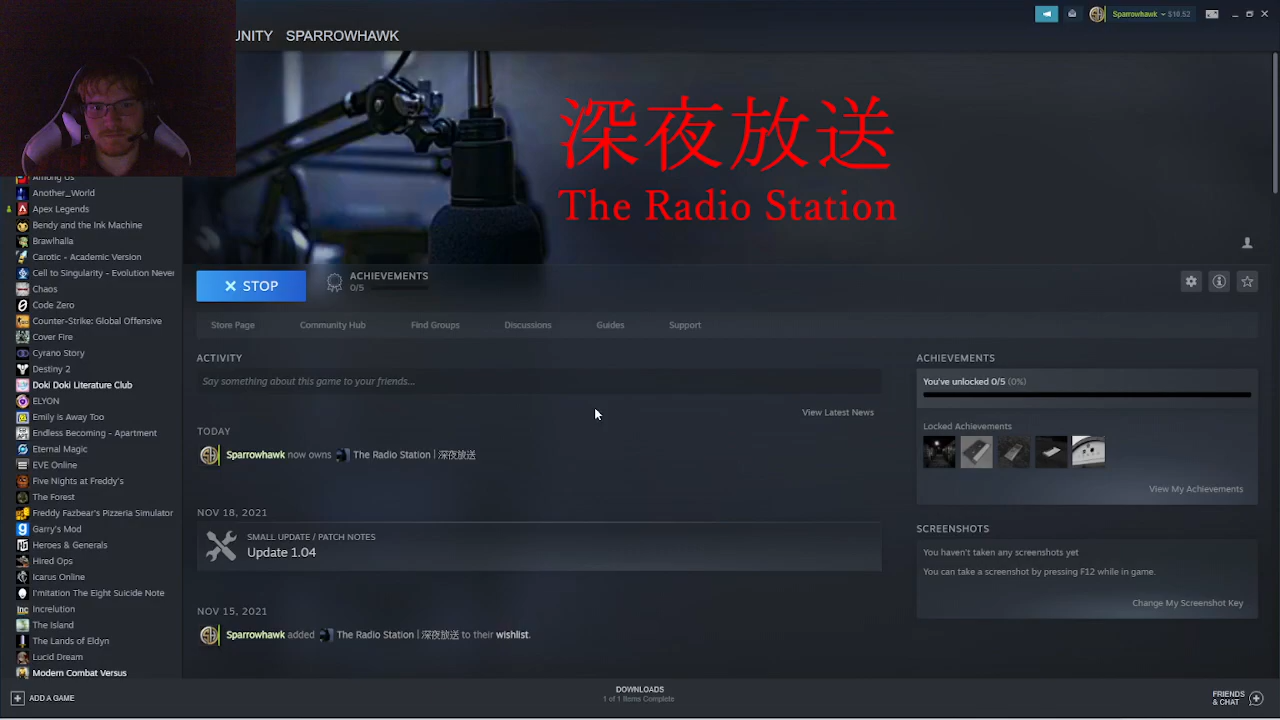 UNITY SPARROWHAWK
Sparrowhawk $10.52
深夜放送
The Radio Station
Among Us
Another_World
Apex Legends
Bendy and the Ink Machine
Brawlhalla
Carotic - Academic Version
Cell to Singularity - Evolution Never
Chaos
Code Zero
Counter-Strike: Global Offensive
Cover Fire
Cyrano Story
Destiny 2
Doki Doki Literature Club
ELYON
Emily is Away Too
Endless Becoming - Apartment
Eternal Magic
EVE Online
Five Nights at Freddy's
The Forest
Freddy Fazbear's Pizzeria Simulator
Garry's Mod
Heroes & Generals
Hired Ops
Icarus Online
I'mitation The Eight Suicide Note
Increlution
The Island
The Lands of Eldyn
Lucid Dream
Modern Combat Versus
STOP
ACHIEVEMENTS
0/5
Store Page
Community Hub
Find Groups
Discussions
Guides
Support
ACTIVITY
Say something about this game to your friends...
View Latest News
TODAY
Sparrowhawk now owns The Radio Station | 深夜放送
NOV 18, 2021
SMALL UPDATE / PATCH NOTES
Update 1.04
NOV 15, 2021
Sparrowhawk added The Radio Station | 深夜放送 to their wishlist.
ACHIEVEMENTS
You've unlocked 0/5 (0%)
Locked Achievements
View My Achievements
SCREENSHOTS
You haven't taken any screenshots yet
You can take a screenshot by pressing F12 while in game.
Change My Screenshot Key
ADD A GAME
DOWNLOADS
1 of 1 Items Complete
FRIENDS
& CHAT